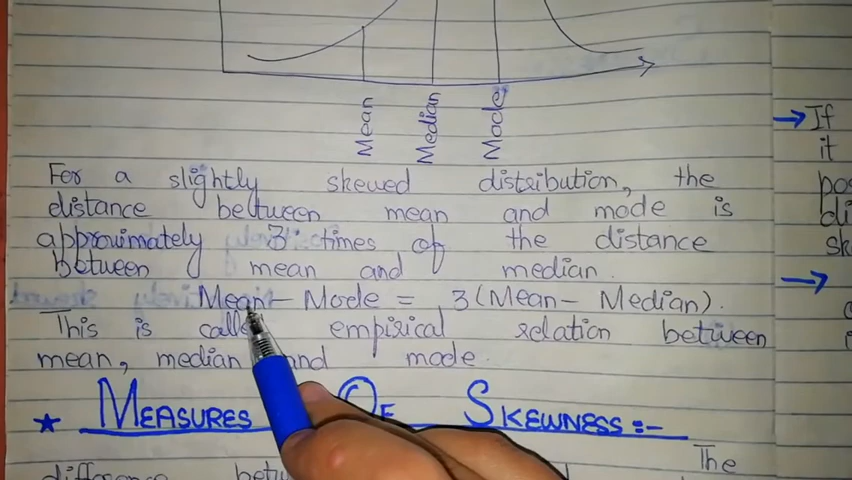 Mean
Median
Mode
For a slightly skewed distribution, the
distance between mean and mode is
approximately 3 times of the distance
between mean and median.
Mean - Mode = 3(Mean - Median).
This is calle empirical relation between
mean, median and mode.
★ MEASURES OF SKEWNESS :-
The
difference
→ If
it
pos
di
sk
→